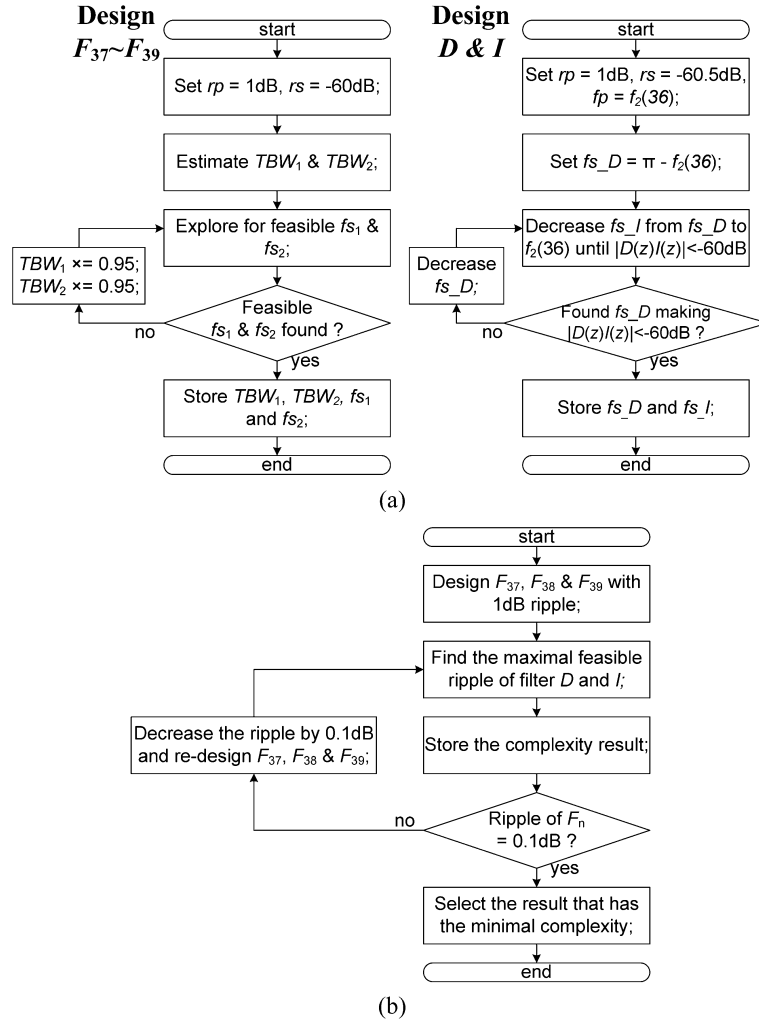 Design
F37~F39
start
Set rp = 1dB, rs = -60dB;
Estimate TBW1 & TBW2;
Explore for feasible fs1 &
fs2;
TBW1 ×= 0.95;
TBW2 ×= 0.95;
Feasible
fs1 & fs2 found ?
no
yes
Store TBW1, TBW2, fs1
and fs2;
end
Design
D & I
start
Set rp = 1dB, rs = -60.5dB,
fp = f2(36);
Set fs_D = π - f2(36);
Decrease fs_I from fs_D to
f2(36) until |D(z)I(z)|<-60dB
Decrease
fs_D;
Found fs_D making
|D(z)I(z)|<-60dB ?
no
yes
Store fs_D and fs_I;
end
(a)
start
Design F37, F38 & F39 with
1dB ripple;
Find the maximal feasible
ripple of filter D and I;
Decrease the ripple by 0.1dB
and re-design F37, F38 & F39;
Store the complexity result;
Ripple of Fn
= 0.1dB ?
no
yes
Select the result that has
the minimal complexity;
end
(b)